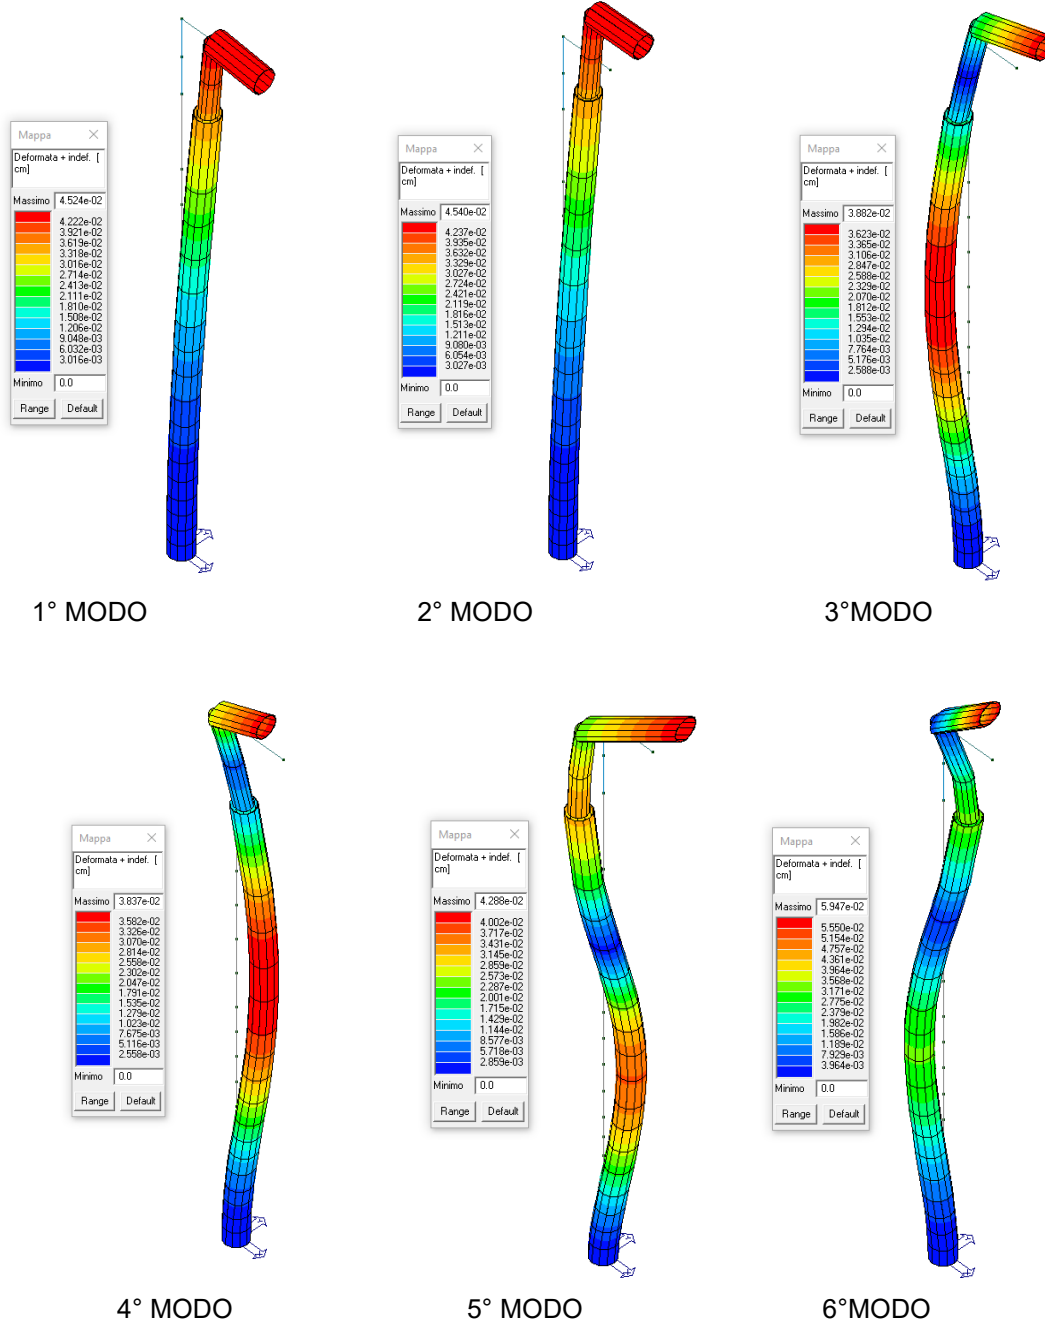 Mappa
Deformata + indef. [
cm]
Massimo 4.524e-02
4.222e-02
3.921e-02
3.619e-02
3.318e-02
3.016e-02
2.714e-02
2.413e-02
2.111e-02
1.810e-02
1.508e-02
1.206e-02
9.048e-03
6.032e-03
3.016e-03
Minimo 0.0
Range Default
1° MODO
Mappa
Deformata + indef. [
cm]
Massimo 4.540e-02
4.237e-02
3.935e-02
3.632e-02
3.329e-02
3.027e-02
2.724e-02
2.421e-02
2.119e-02
1.816e-02
1.513e-02
1.211e-02
9.080e-03
6.054e-03
3.027e-03
Minimo 0.0
Range Default
2° MODO
Mappa
Deformata + indef. [
cm]
Massimo 3.882e-02
3.623e-02
3.365e-02
3.106e-02
2.847e-02
2.588e-02
2.329e-02
2.070e-02
1.812e-02
1.553e-02
1.294e-02
1.035e-02
7.764e-03
5.176e-03
2.588e-03
Minimo 0.0
Range Default
3°MODO
Mappa
Deformata + indef. [
cm]
Massimo 3.837e-02
3.582e-02
3.326e-02
3.070e-02
2.814e-02
2.558e-02
2.302e-02
2.047e-02
1.791e-02
1.535e-02
1.279e-02
1.023e-02
7.675e-03
5.116e-03
2.558e-03
Minimo 0.0
Range Default
4° MODO
Mappa
Deformata + indef. [
cm]
Massimo 4.288e-02
4.002e-02
3.717e-02
3.431e-02
3.145e-02
2.859e-02
2.573e-02
2.287e-02
2.001e-02
1.715e-02
1.429e-02
1.144e-02
8.577e-03
5.718e-03
2.859e-03
Minimo 0.0
Range Default
5° MODO
Mappa
Deformata + indef. [
cm]
Massimo 5.947e-02
5.550e-02
5.154e-02
4.757e-02
4.361e-02
3.964e-02
3.568e-02
3.171e-02
2.775e-02
2.379e-02
1.982e-02
1.586e-02
1.189e-02
7.929e-03
3.964e-03
Minimo 0.0
Range Default
6°MODO